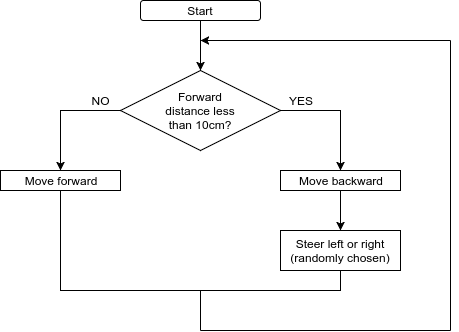 Start
Forward
distance less
than 10cm?
NO
YES
Move forward
Move backward
Steer left or right
(randomly chosen)